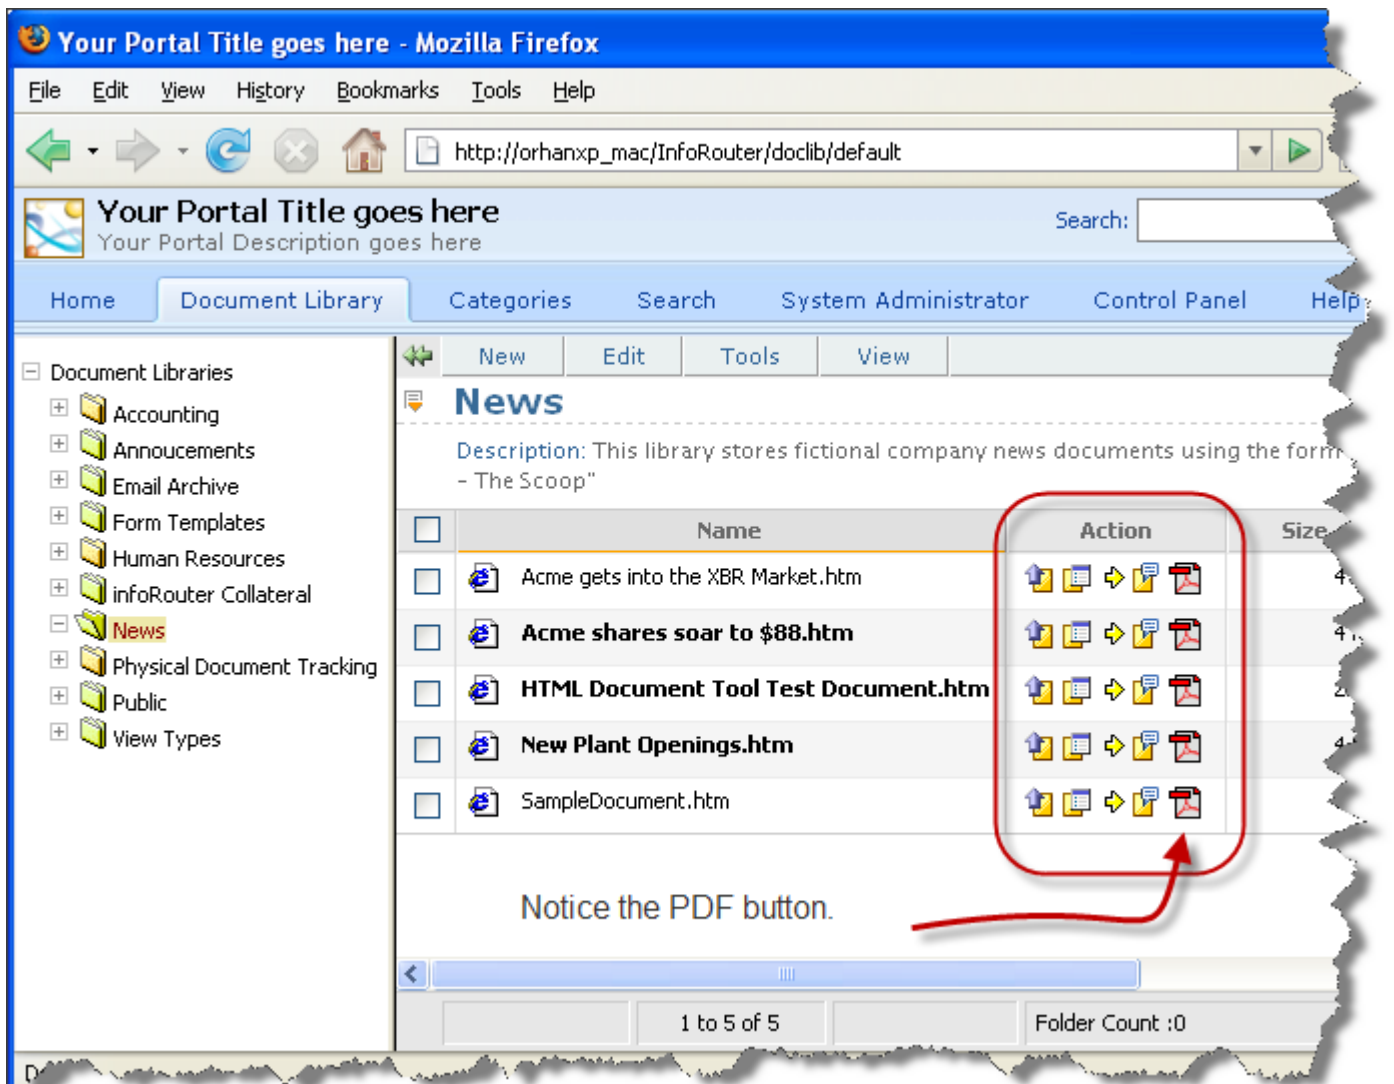 Your Portal Title goes here - Mozilla Firefox
File Edit View History Bookmarks Tools Help
http://orhanxp_mac/InfoRouter/doclib/default
Your Portal Title goes here
Your Portal Description goes here
Search:
Home Document Library Categories Search System Administrator Control Panel Help
New Edit Tools View
Document Libraries
Accounting
Annoucements
Email Archive
Form Templates
Human Resources
infoRouter Collateral
News
Physical Document Tracking
Public
View Types
News
Description: This library stores fictional company news documents using the form
- The Scoop"
Name Action Size
Acme gets into the XBR Market.htm
Acme shares soar to $88.htm
HTML Document Tool Test Document.htm
New Plant Openings.htm
SampleDocument.htm
Notice the PDF button.
1 to 5 of 5 Folder Count :0